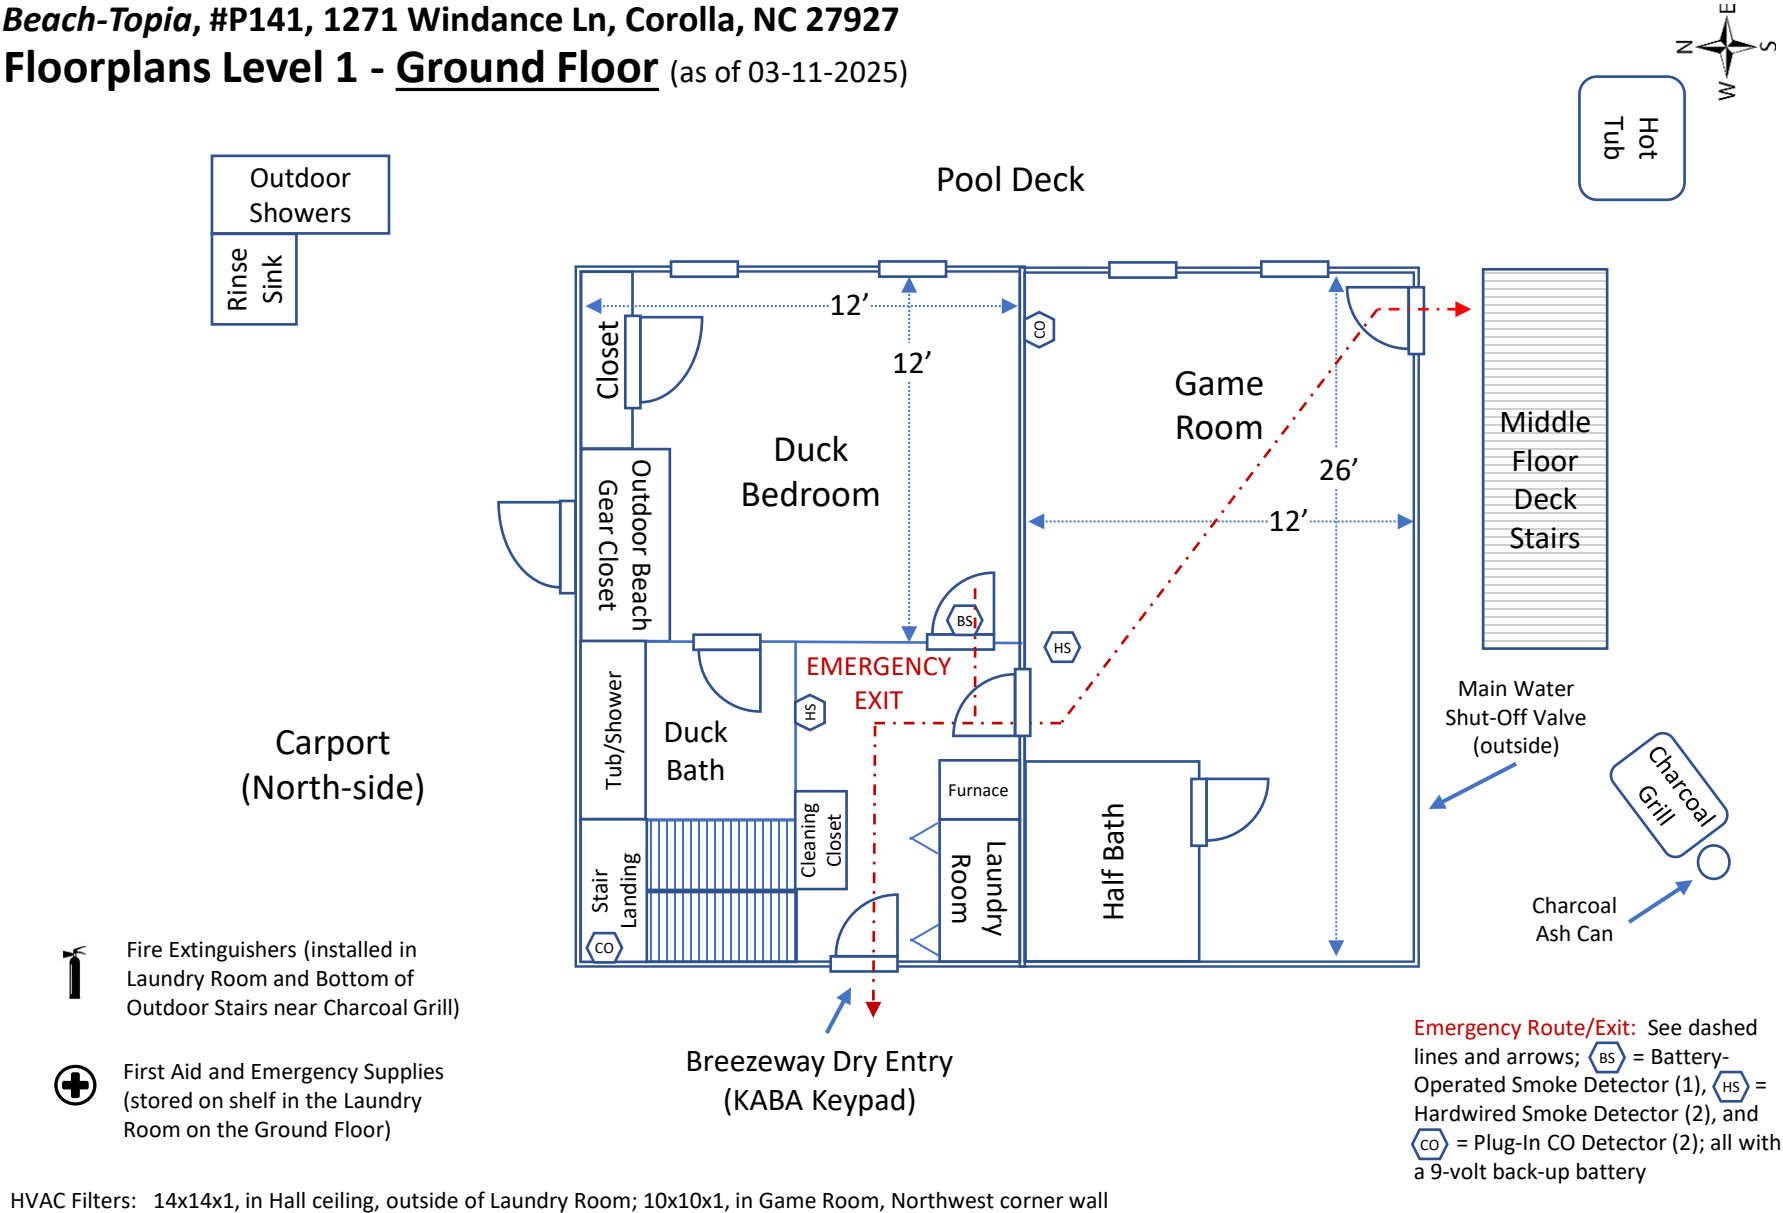 Beach-Topia, #P141, 1271 Windance Ln, Corolla, NC 27927
Floorplans Level 1 - Ground Floor (as of 03-11-2025)
E
N
S
W
Hot
Tub
Outdoor
Showers
Rinse
Sink
Pool Deck
12’
12’
Closet
CO
Game
Room
26’
12’
Duck
Bedroom
Outdoor Beach
Gear Closet
Middle
Floor
Deck
Stairs
BS
HS
EMERGENCY
EXIT
HS
Tub/Shower
Duck
Bath
Carport
(North-side)
Main Water
Shut-Off Valve
(outside)
Charcoal
Grill
Furnace
Cleaning
Closet
Laundry
Room
Half Bath
Stair
Landing
CO
Charcoal
Ash Can
Fire Extinguishers (installed in
Laundry Room and Bottom of
Outdoor Stairs near Charcoal Grill)
Breezeway Dry Entry
(KABA Keypad)
First Aid and Emergency Supplies
(stored on shelf in the Laundry
Room on the Ground Floor)
Emergency Route/Exit: See dashed
lines and arrows; BS = Battery-
Operated Smoke Detector (1), HS =
Hardwired Smoke Detector (2), and
CO = Plug-In CO Detector (2); all with
a 9-volt back-up battery
HVAC Filters: 14x14x1, in Hall ceiling, outside of Laundry Room; 10x10x1, in Game Room, Northwest corner wall